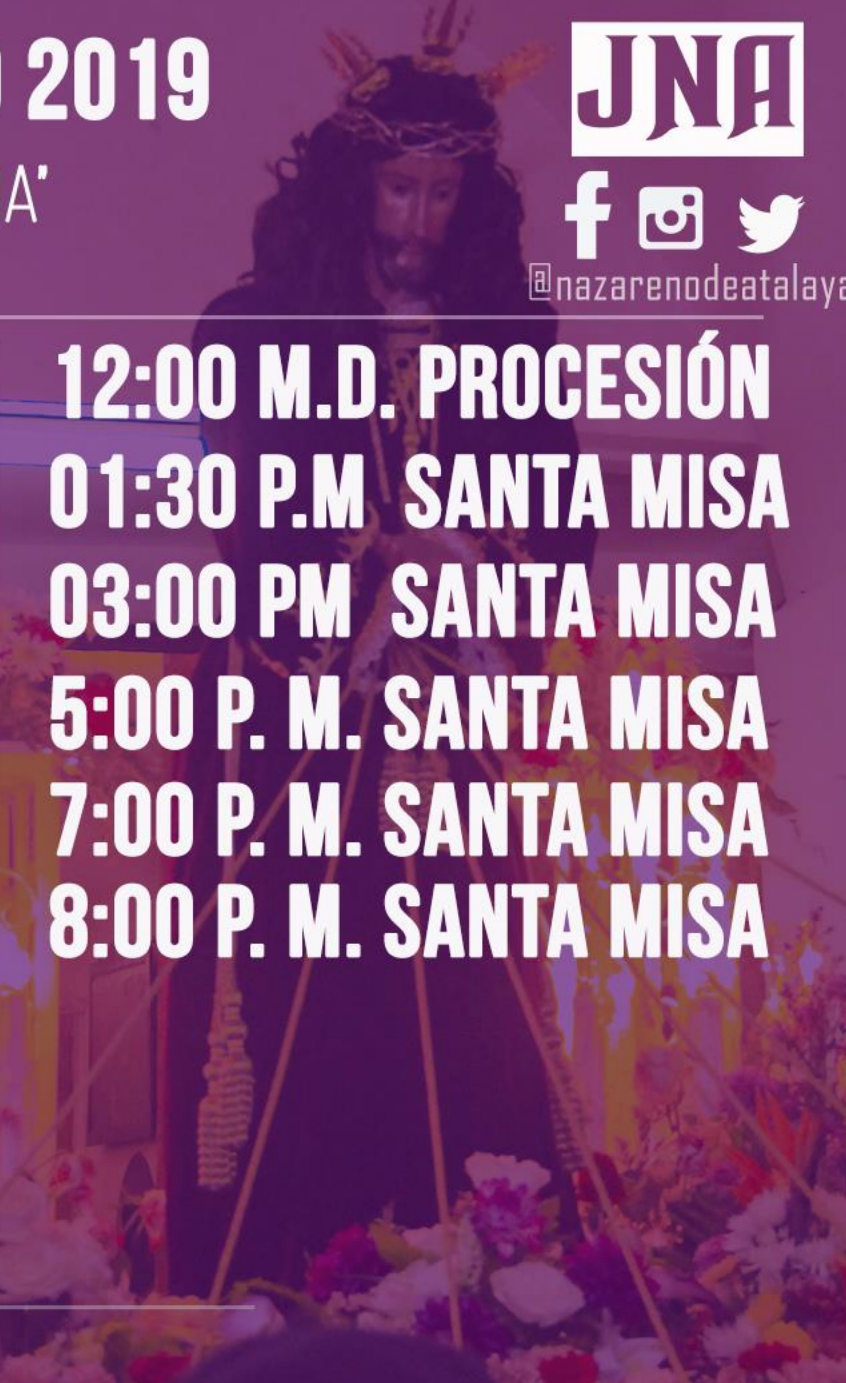 2019
JNA
A"
@nazarenodeatalaya
12:00 M.D. PROCESIÓN
01:30 P.M SANTA MISA
03:00 PM SANTA MISA
5:00 P. M. SANTA MISA
7:00 P. M. SANTA MISA
8:00 P. M. SANTA MISA